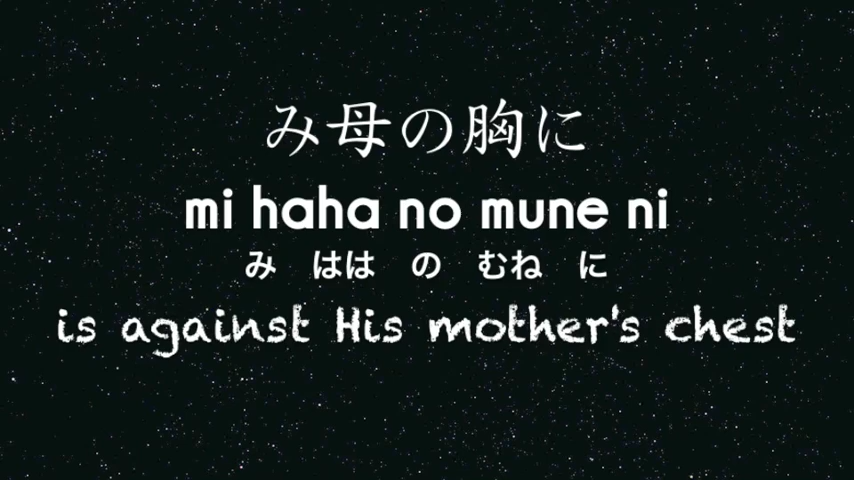 み母の胸に
mi haha no mune ni
み はは の むね に
is against His mother's chest